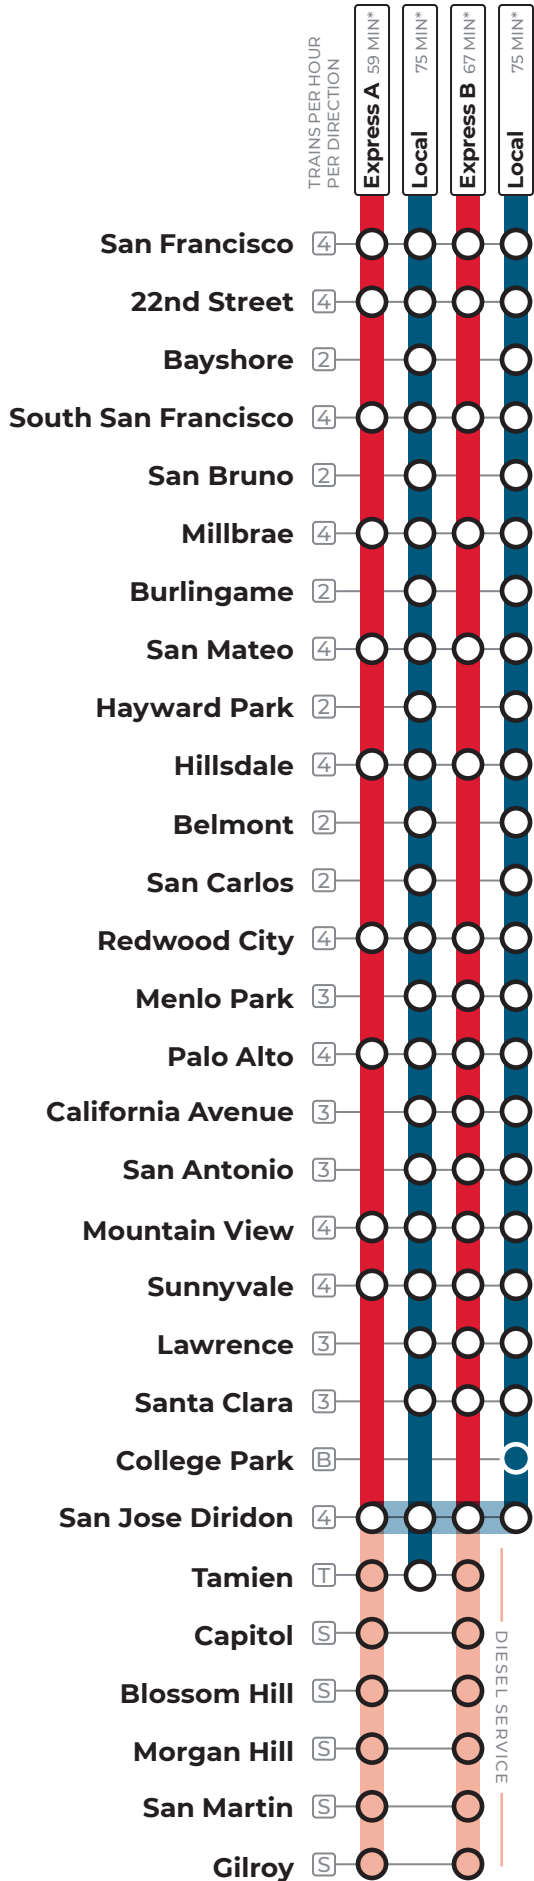 TRAINS PER HOUR
PER DIRECTION
Express A 59 MIN*
Local 75 MIN*
Express B 67 MIN*
Local 75 MIN*
San Francisco 4
22nd Street 4
Bayshore 2
South San Francisco 4
San Bruno 2
Millbrae 4
Burlingame 2
San Mateo 4
Hayward Park 2
Hillsdale 4
Belmont 2
San Carlos 2
Redwood City 4
Menlo Park 3
Palo Alto 4
California Avenue 3
San Antonio 3
Mountain View 4
Sunnyvale 4
Lawrence 3
Santa Clara 3
College Park B
San Jose Diridon 4
Tamien T
Capitol S
Blossom Hill S
Morgan Hill S
San Martin S
Gilroy S
DIESEL SERVICE